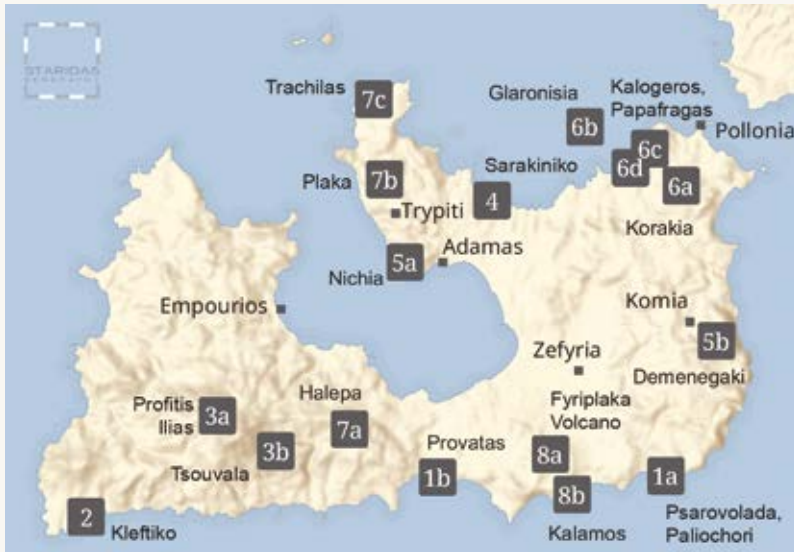 STARIDAS
Trachilas
7c
Glaronisia
6b
Kalogeros,
Papafragas
6c
Pollonia
6d
6a
Plaka
7b
Sarakiniko
4
Trypiti
Korakia
Nichia
5a
Adamas
Empourios
Komia
5b
Demenegaki
Zefyria
Profitis
Ilias
3a
Halepa
7a
Fyriplaka
Volcano
8a
Tsouvala
3b
Provatas
1b
1a
Psarovolada,
Paliochori
8b
Kalamos
2
Kleftiko